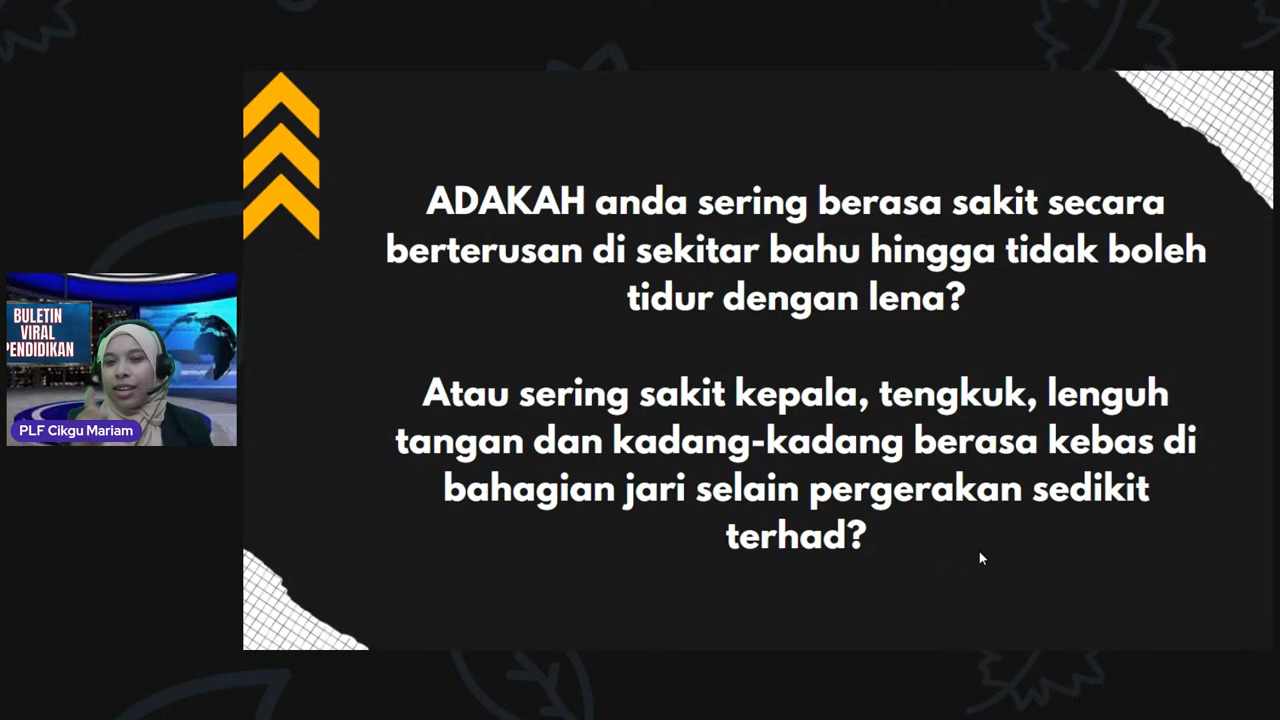 ADAKAH anda sering berasa sakit secara
berterusan di sekitar bahu hingga tidak boleh
tidur dengan lena?
Atau sering sakit kepala, tengkuk, lenguh
tangan dan kadang-kadang berasa kebas di
bahagian jari selain pergerakan sedikit
terhad?
BULETIN
VIRAL
PENDIDIKAN
PLF Cikgu Mariam